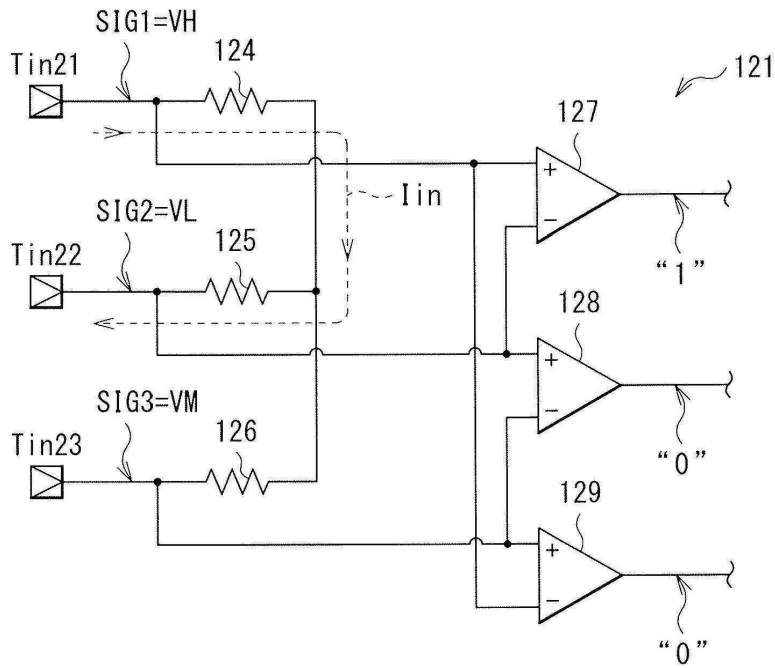 SIG1=VH
124
Tin21
121
127
+
−
Iin
"1"
SIG2=VL
125
Tin22
128
+
−
"0"
SIG3=VM
126
Tin23
129
+
−
"0"